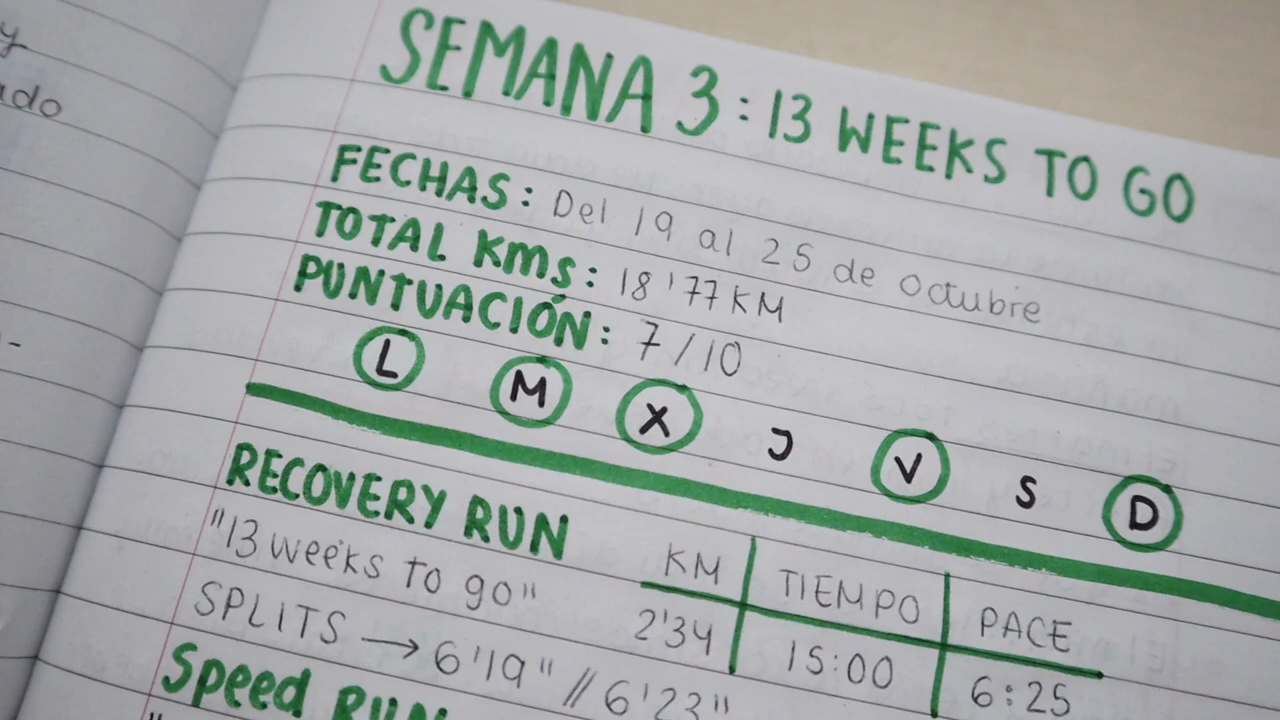 y
ado
-
SEMANA 3: 13 WEEKS TO GO
FECHAS: Del 19 al 25 de octubre
TOTAL Kms: 18'77 KM
PUNTUACIÓN: 7/10
L M X J V S D
RECOVERY RUN
"13 weeks to go"
SPLITS → 6'19" // 6'23"
KM TIEMPO PACE
2'34 15:00 6:25
Speed RUN
"